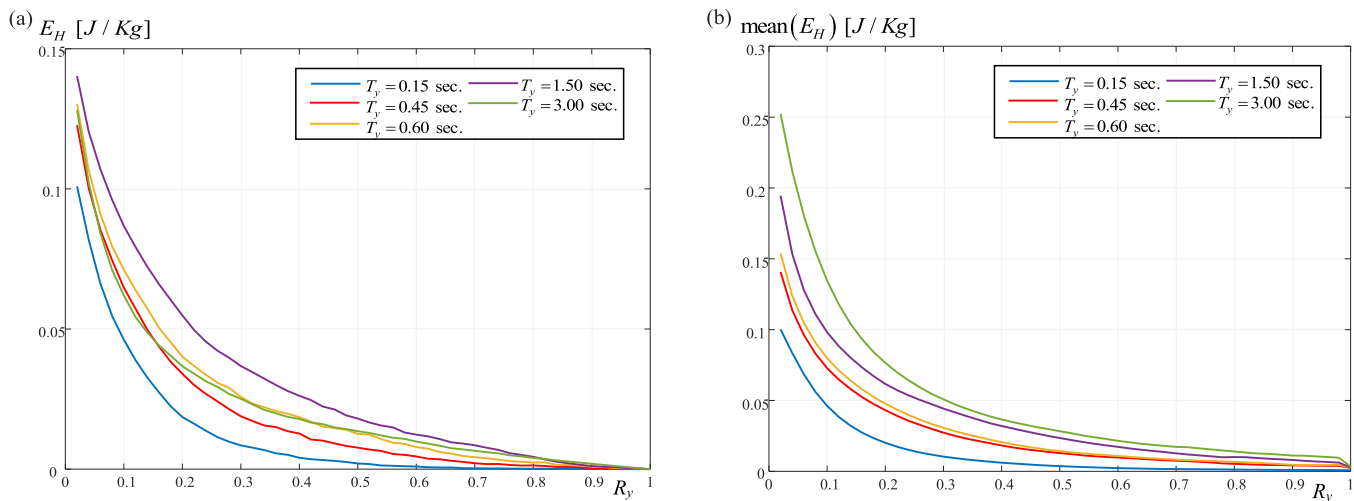 (a)
E_H [J / Kg]
0.15
0.1
0.05
0
T_y = 0.15 sec.
T_y = 0.45 sec.
T_y = 0.60 sec.
T_y = 1.50 sec.
T_y = 3.00 sec.
0 0.1 0.2 0.3 0.4 0.5 0.6 0.7 0.8 0.9 1
R_y
(b)
mean(E_H) [J / Kg]
0.3
0.25
0.2
0.15
0.1
0.05
0
T_y = 0.15 sec.
T_y = 0.45 sec.
T_y = 0.60 sec.
T_y = 1.50 sec.
T_y = 3.00 sec.
0 0.1 0.2 0.3 0.4 0.5 0.6 0.7 0.8 0.9 1
R_y